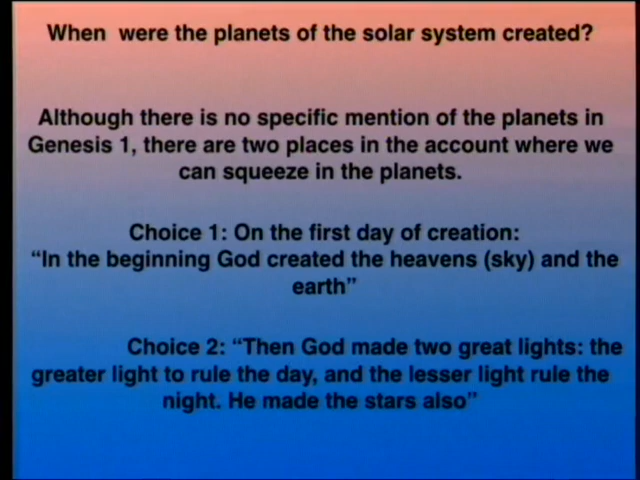 When were the planets of the solar system created?
Although there is no specific mention of the planets in
Genesis 1, there are two places in the account where we
can squeeze in the planets.
Choice 1: On the first day of creation:
“In the beginning God created the heavens (sky) and the
earth”
Choice 2: “Then God made two great lights: the
greater light to rule the day, and the lesser light rule the
night. He made the stars also”